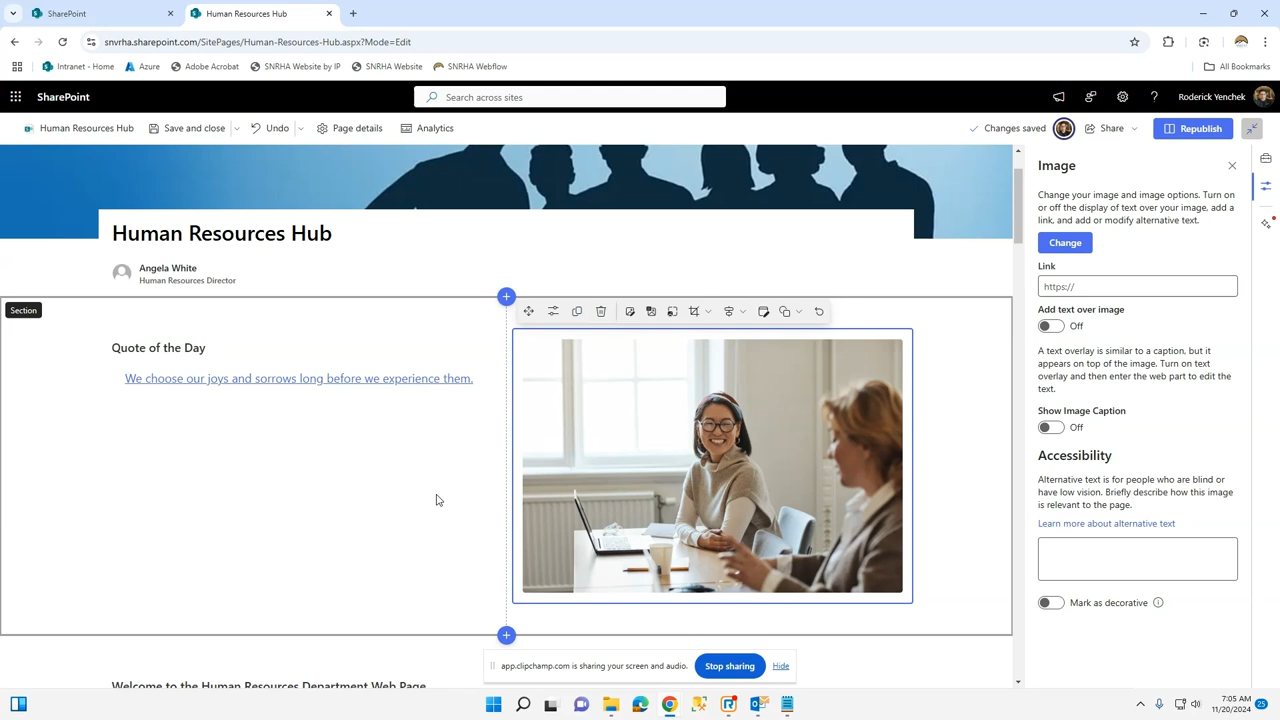 SharePoint
Human Resources Hub
snvrha.sharepoint.com/SitePages/Human-Resources-Hub.aspx?Mode=Edit
Intranet - Home
Azure
Adobe Acrobat
SNRHA Website by IP
SNRHA Website
SNRHA Webflow
All Bookmarks
SharePoint
Search across sites
Roderick Yenchek
Human Resources Hub
Save and close
Undo
Page details
Analytics
Changes saved
Share
Republish
Human Resources Hub
Angela White
Human Resources Director
Section
Quote of the Day
We choose our joys and sorrows long before we experience them.
Welcome to the Human Resources Department Web Page
Image
Change your image and image options. Turn on
or off the display of text over your image, add a
link, and add or modify alternative text.
Change
Link
https://
Add text over image
Off
A text overlay is similar to a caption, but it
appears on top of the image. Turn on text
overlay and then enter the web part to edit the
text.
Show Image Caption
Off
Accessibility
Alternative text is for people who are blind or
have low vision. Briefly describe how this image
is relevant to the page.
Learn more about alternative text
Mark as decorative
app.clipchamp.com is sharing your screen and audio.
Stop sharing
Hide
7:05 AM
11/20/2024
25